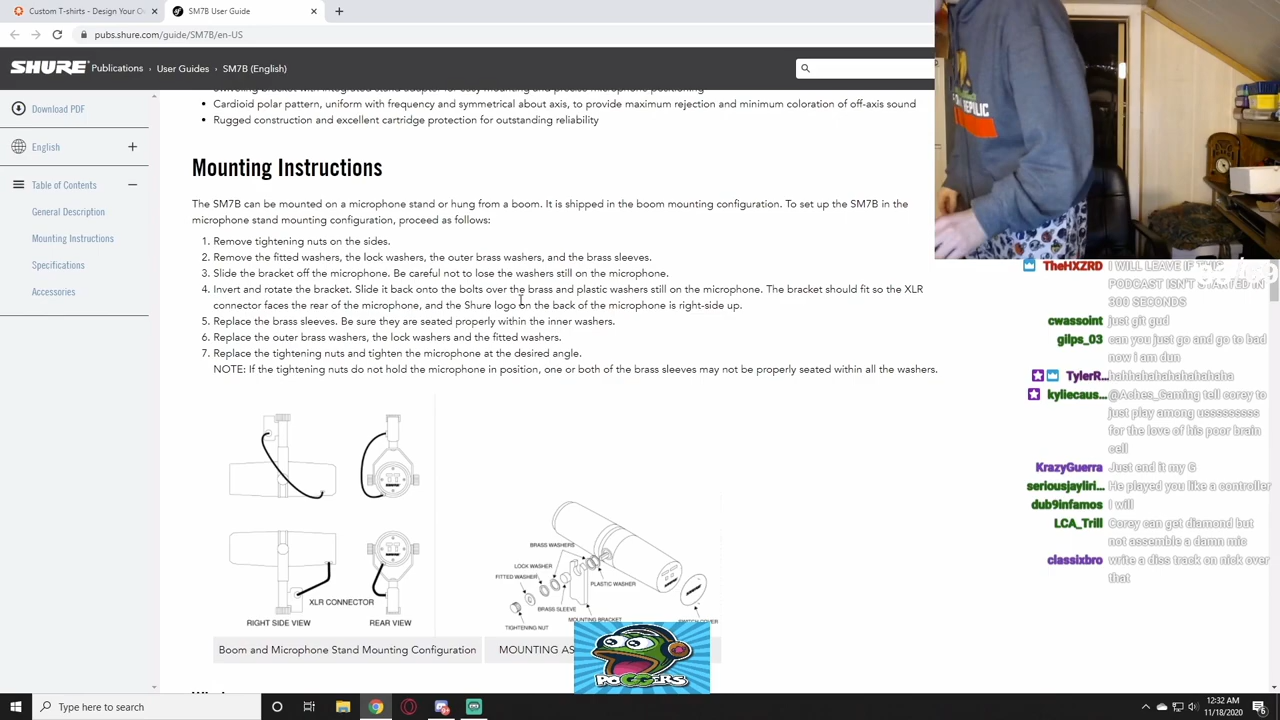 Custom T-shirts - Design Your O
SM7B User Guide
pubs.shure.com/guide/SM7B/en-US
SHURE Publications › User Guides › SM7B (English)
Download PDF
English
Table of Contents
General Description
Mounting Instructions
Specifications
Accessories
• Cardioid polar pattern, uniform with frequency and symmetrical about axis, to provide maximum rejection and minimum coloration of off-axis sound
• Rugged construction and excellent cartridge protection for outstanding reliability
Mounting Instructions
The SM7B can be mounted on a microphone stand or hung from a boom. It is shipped in the boom mounting configuration. To set up the SM7B in the
microphone stand mounting configuration, proceed as follows:
1. Remove tightening nuts on the sides.
2. Remove the fitted washers, the lock washers, the outer brass washers, and the brass sleeves.
3. Slide the bracket off the microphone. Be careful not to lose the washers still on the microphone.
4. Invert and rotate the bracket. Slide it back onto the bolts over the brass and plastic washers still on the microphone. The bracket should fit so the XLR
connector faces the rear of the microphone, and the Shure logo on the back of the microphone is right-side up.
5. Replace the brass sleeves. Be sure they are seated properly within the inner washers.
6. Replace the outer brass washers, the lock washers and the fitted washers.
7. Replace the tightening nuts and tighten the microphone at the desired angle.
NOTE: If the tightening nuts do not hold the microphone in position, one or both of the brass sleeves may not be properly seated within all the washers.
BRASS WASHERS
LOCK WASHER
FITTED WASHER
PLASTIC WASHER
BRASS SLEEVE
MOUNTING BRACKET
TIGHTENING NUT
SWITCH COVER
XLR CONNECTOR
RIGHT SIDE VIEW
REAR VIEW
Boom and Microphone Stand Mounting Configuration
MOUNTING AS
POGGERS
TheHXZRD I WILL LEAVE IF THIS
PODCAST ISN'T STARTED IN
300 SECONDS
cwassoint just git gud
gilps_03 can you just go and go to bad
now i am dun
TylerR... hahhahahahahahaha
kyliecaus... @Aches_Gaming tell corey to
just play among usssssssss
for the love of his poor brain
cell
KrazyGuerra Just end it my G
seriousjayliri... He played you like a controller
dub9infamos I will
LCA_Trill Corey can get diamond but
not assemble a damn mic
classixbro write a diss track on nick over
that
Type here to search
12:32 AM
11/18/2020